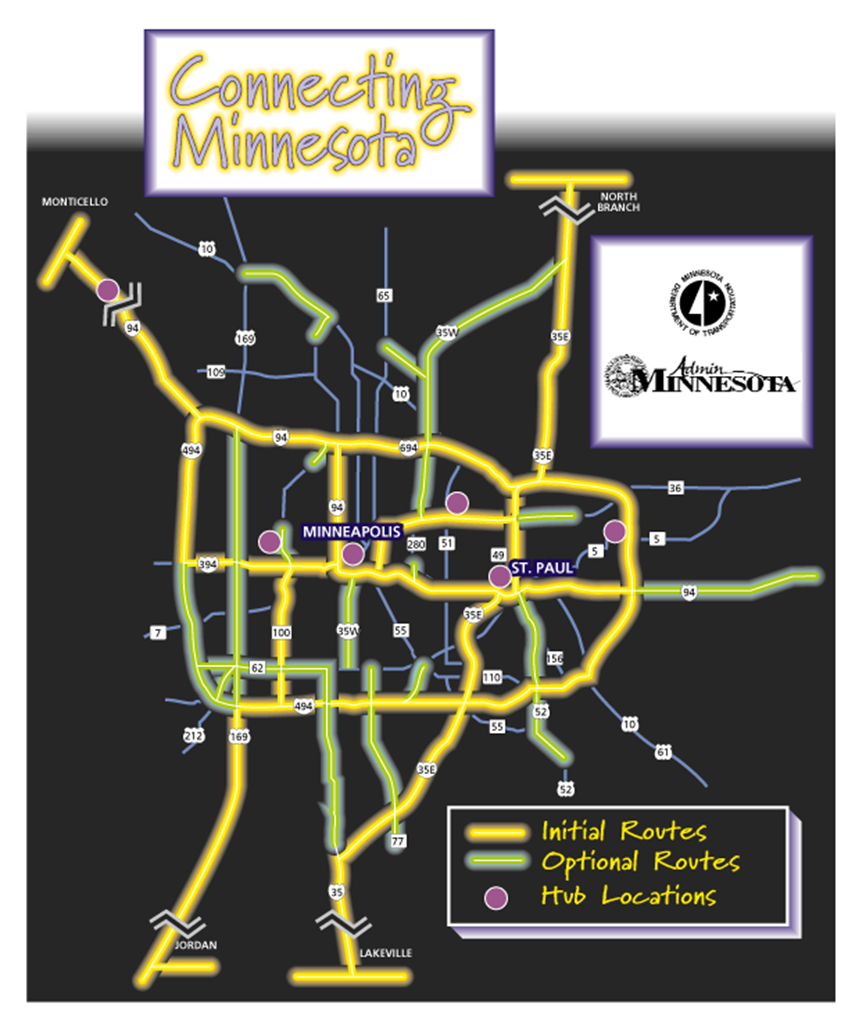 Connecting
Minnesota
MONTICELLO
NORTH
BRANCH
10
65
MINNESOTA
DEPARTMENT OF TRANSPORTATION
94
35W
169
35E
109
Admin
MINNESOTA
10
94
694
494
35E
36
94
MINNEAPOLIS
280
51
5
5
49
ST. PAUL
394
94
35E
7
100
35W
55
156
62
110
494
52
55
10
212
169
61
35E
52
77
Initial Routes
Optional Routes
Hub Locations
35
JORDAN
LAKEVILLE